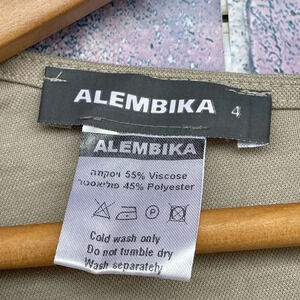 ALEMBIKA 4
ALEMBIKA
ויסקוזה 55% Viscose
פוליאסטר 45% Polyester
P
Cold wash only
Do not tumble dry
Wash separately